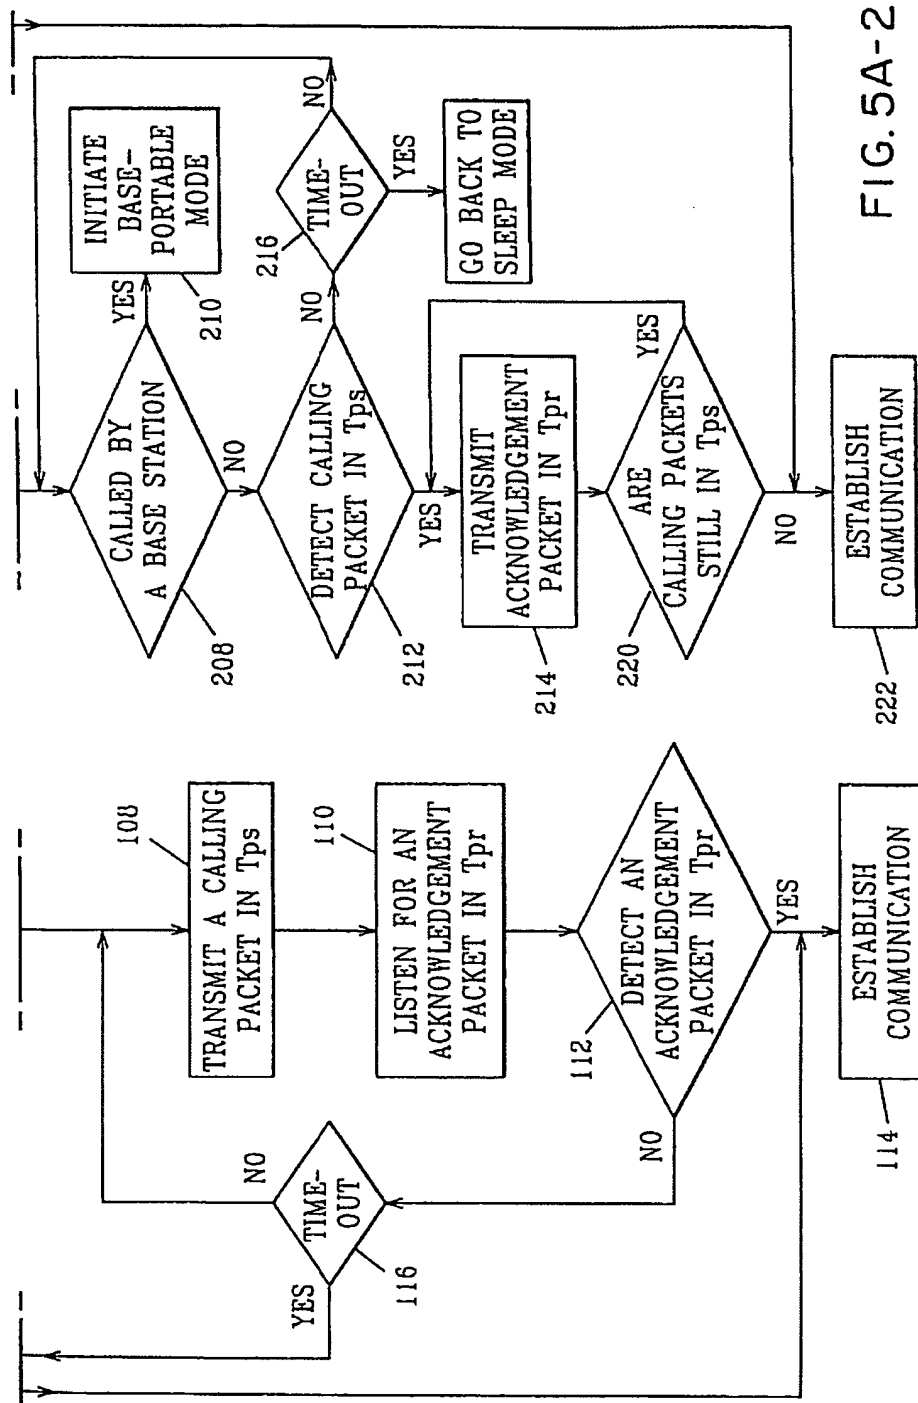 108
TRANSMIT A CALLING
PACKET IN Tps
110
LISTEN FOR AN
ACKNOWLEDGEMENT
PACKET IN Tpr
112
DETECT AN
ACKNOWLEDGEMENT
PACKET IN Tpr
NO
YES
TIME-
OUT
116
NO
YES
114
ESTABLISH
COMMUNICATION
CALLED BY
A BASE STATION
208
YES
NO
INITIATE
BASE-
PORTABLE
MODE
210
DETECT CALLING
PACKET IN Tps
212
NO
YES
TIME-
OUT
216
NO
YES
GO BACK TO
SLEEP MODE
TRANSMIT
ACKNOWLEDGEMENT
PACKET IN Tpr
214
ARE
CALLING PACKETS
STILL IN Tps
220
YES
NO
ESTABLISH
COMMUNICATION
222
FIG. 5A-2